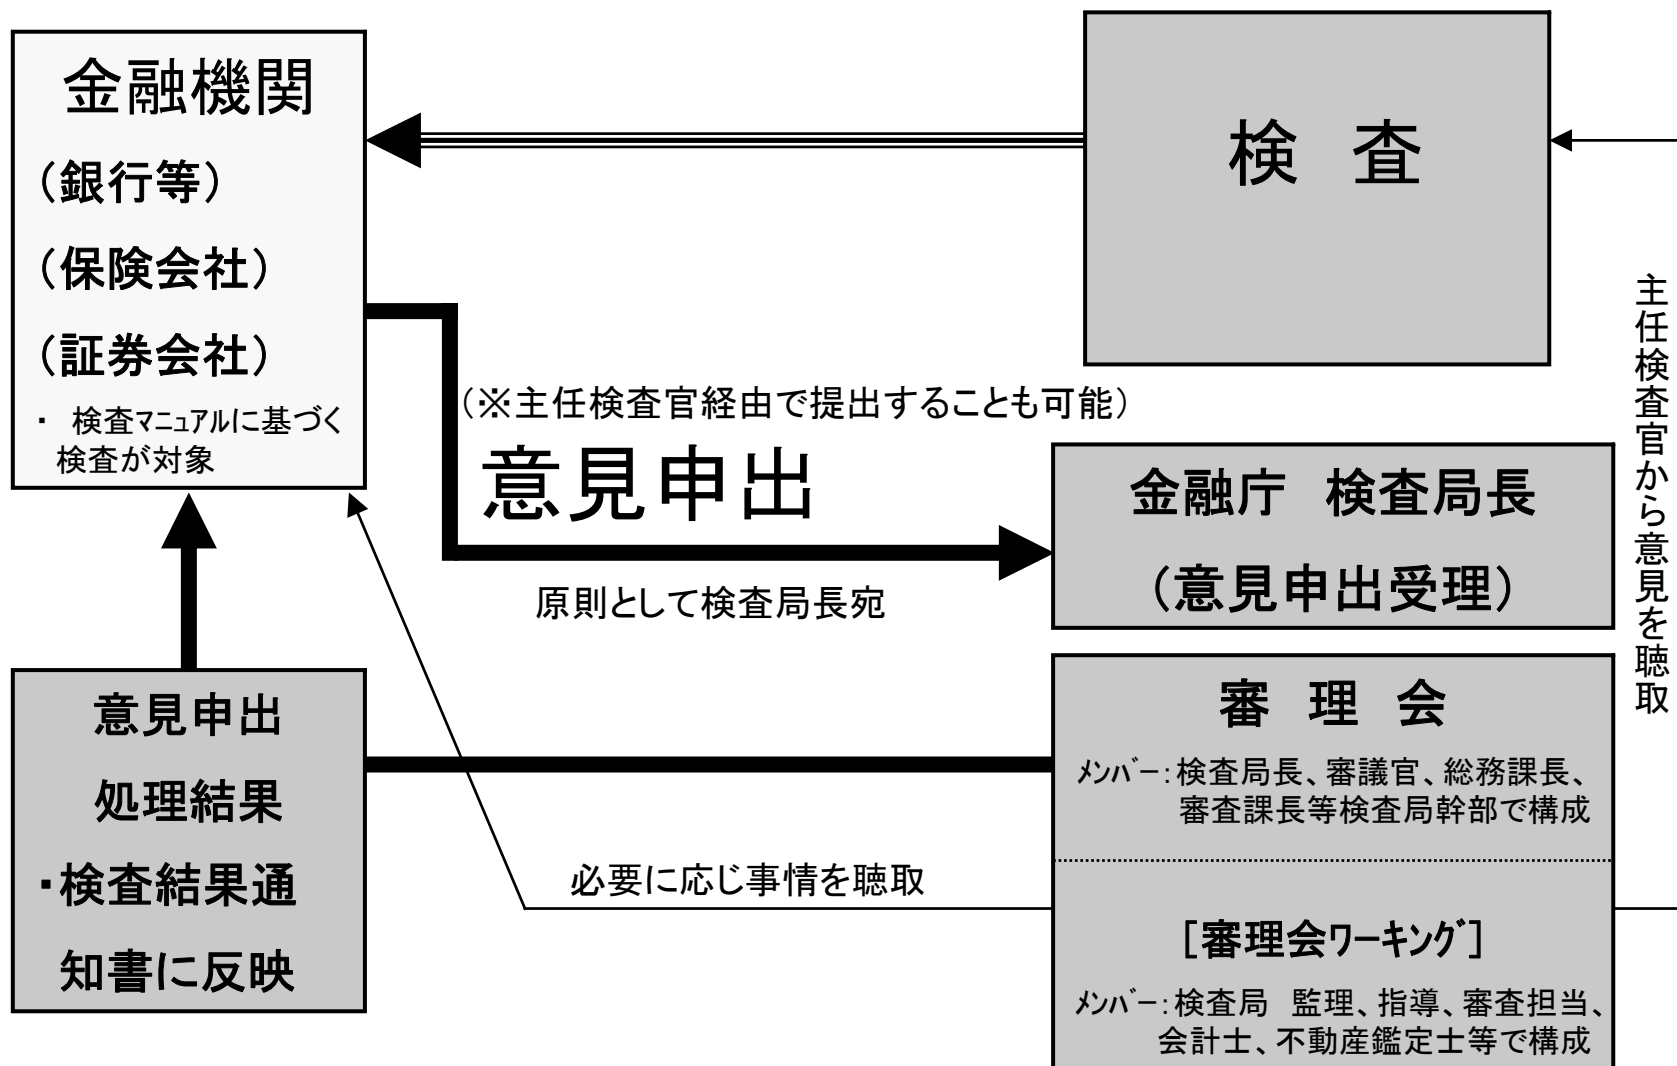 金融機関
（銀行等）
（保険会社）
（証券会社）
・ 検査ﾏﾆｭｱﾙに基づく
検査が対象
検　査
主任検査官から意見を聴取
（※主任検査官経由で提出することも可能）
意見申出
原則として検査局長宛
金融庁　検査局長
（意見申出受理）
意見申出
処理結果
・検査結果通
知書に反映
必要に応じ事情を聴取
審　理　会
ﾒﾝﾊﾞｰ：検査局長、審議官、総務課長、
審査課長等検査局幹部で構成
［審理会ﾜｰｷﾝｸﾞ］
ﾒﾝﾊﾞｰ：検査局　監理、指導、審査担当、
会計士、不動産鑑定士等で構成